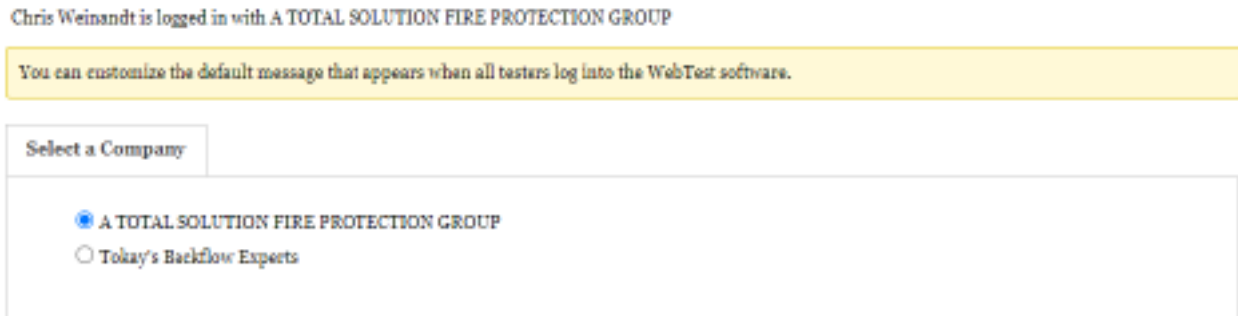 Chris Weinandt is logged in with A TOTAL SOLUTION FIRE PROTECTION GROUP
You can customize the default message that appears when all testers log into the WebTest software.
Select a Company
A TOTAL SOLUTION FIRE PROTECTION GROUP
Tokay's Backflow Experts